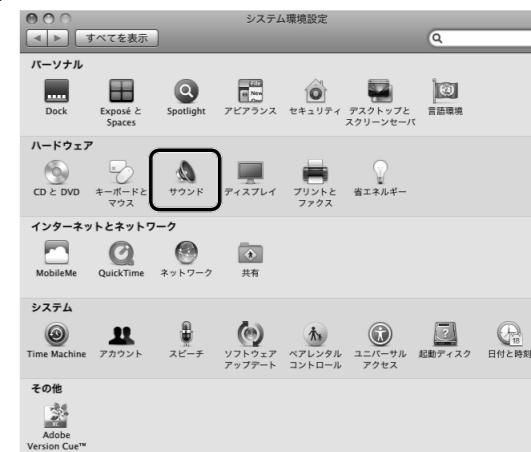 システム環境設定
すべてを表示
パーソナル
Dock
Exposé と
Spaces
Spotlight
アピアランス
セキュリティ
デスクトップと
スクリーンセーバ
言語環境
ハードウェア
CD と DVD
キーボードと
マウス
サウンド
ディスプレイ
プリントと
ファクス
省エネルギー
インターネットとネットワーク
MobileMe
QuickTime
ネットワーク
共有
システム
Time Machine
アカウント
スピーチ
ソフトウェア
アップデート
ペアレンタル
コントロール
ユニバーサル
アクセス
起動ディスク
日付と時刻
その他
Adobe
Version Cue™